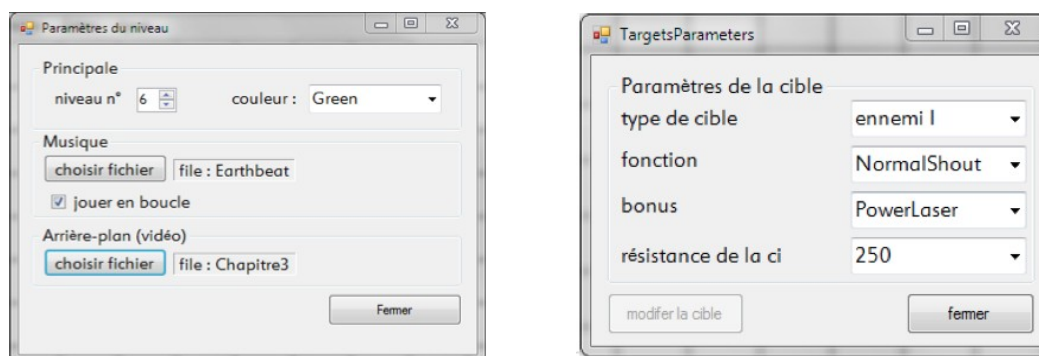 Paramètres du niveau
Principale
niveau n° 6 couleur : Green
Musique
choisir fichier file : Earthbeat
jouer en boucle
Arrière-plan (vidéo)
choisir fichier file : Chapitre3
Fermer
TargetsParameters
Paramètres de la cible
type de cible ennemi I
fonction NormalShout
bonus PowerLaser
résistance de la ci 250
modifer la cible fermer